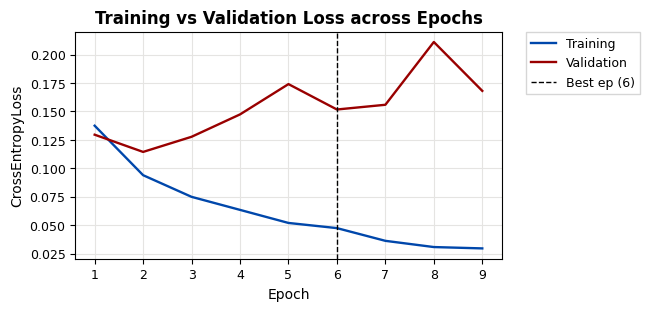 Training vs Validation Loss across Epochs
CrossEntropyLoss
0.200
0.175
0.150
0.125
0.100
0.075
0.050
0.025
1 2 3 4 5 6 7 8 9
Epoch
Training
Validation
Best ep (6)